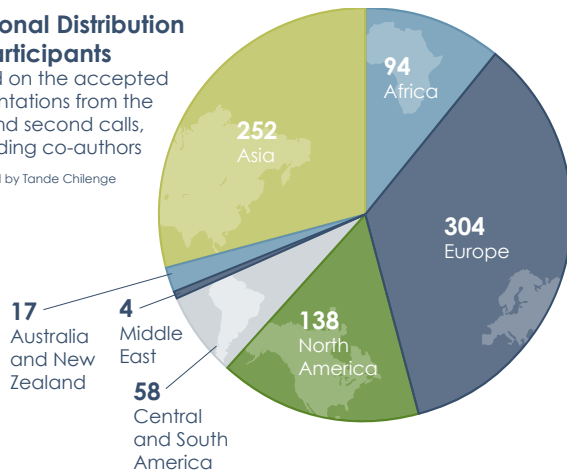 onal Distribution
articipants
d on the accepted
ntations from the
nd second calls,
ding co-authors
d by Tande Chilenge
94
Africa
252
Asia
304
Europe
138
North
America
17
Australia
and New
Zealand
4
Middle
East
58
Central
and South
America